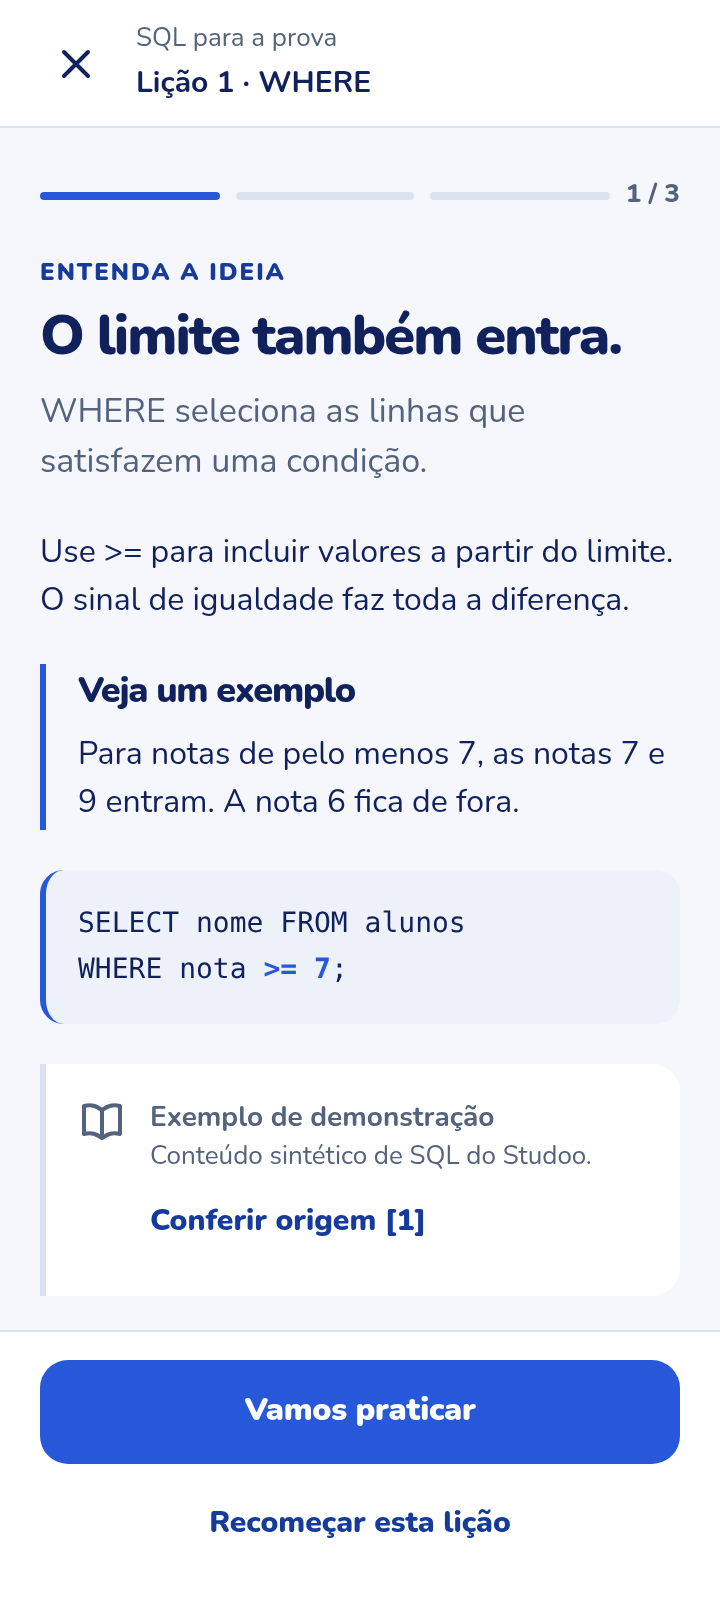 SQL para a prova
Lição 1 · WHERE
1 / 3
ENTENDA A IDEIA
O limite também entra.
WHERE seleciona as linhas que
satisfazem uma condição.
Use >= para incluir valores a partir do limite.
O sinal de igualdade faz toda a diferença.
Veja um exemplo
Para notas de pelo menos 7, as notas 7 e
9 entram. A nota 6 fica de fora.
SELECT nome FROM alunos
WHERE nota >= 7;
Exemplo de demonstração
Conteúdo sintético de SQL do Studoo.
Conferir origem [1]
Vamos praticar
Recomeçar esta lição